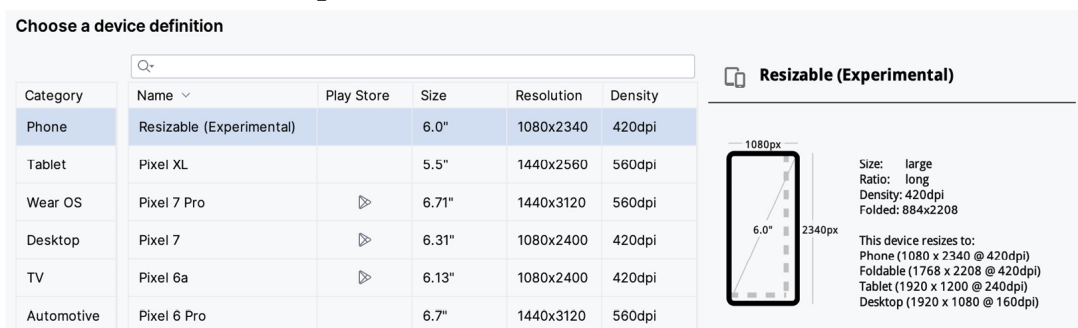 Choose a device definition
Category
Phone
Tablet
Wear OS
Desktop
TV
Automotive
Name Play Store Size Resolution Density
Resizable (Experimental) 6.0" 1080x2340 420dpi
Pixel XL 5.5" 1440x2560 560dpi
Pixel 7 Pro 6.71" 1440x3120 560dpi
Pixel 7 6.31" 1080x2400 420dpi
Pixel 6a 6.13" 1080x2400 420dpi
Pixel 6 Pro 6.7" 1440x3120 560dpi
Resizable (Experimental)
1080px
6.0"
2340px
Size: large
Ratio: long
Density: 420dpi
Folded: 884x2208
This device resizes to:
Phone (1080 x 2340 @ 420dpi)
Foldable (1768 x 2208 @ 420dpi)
Tablet (1920 x 1200 @ 240dpi)
Desktop (1920 x 1080 @ 160dpi)